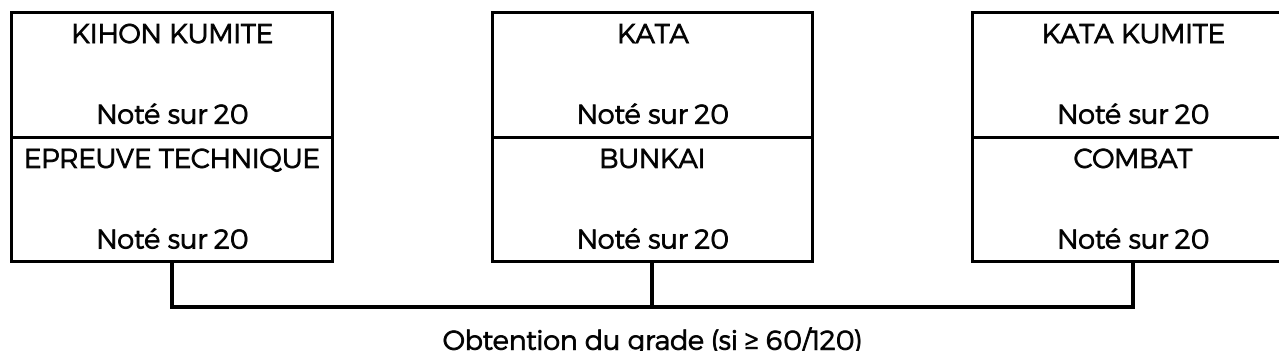 KIHON KUMITE
Noté sur 20
EPREUVE TECHNIQUE
Noté sur 20
KATA
Noté sur 20
BUNKAI
Noté sur 20
KATA KUMITE
Noté sur 20
COMBAT
Noté sur 20
Obtention du grade (si ≥ 60/120)